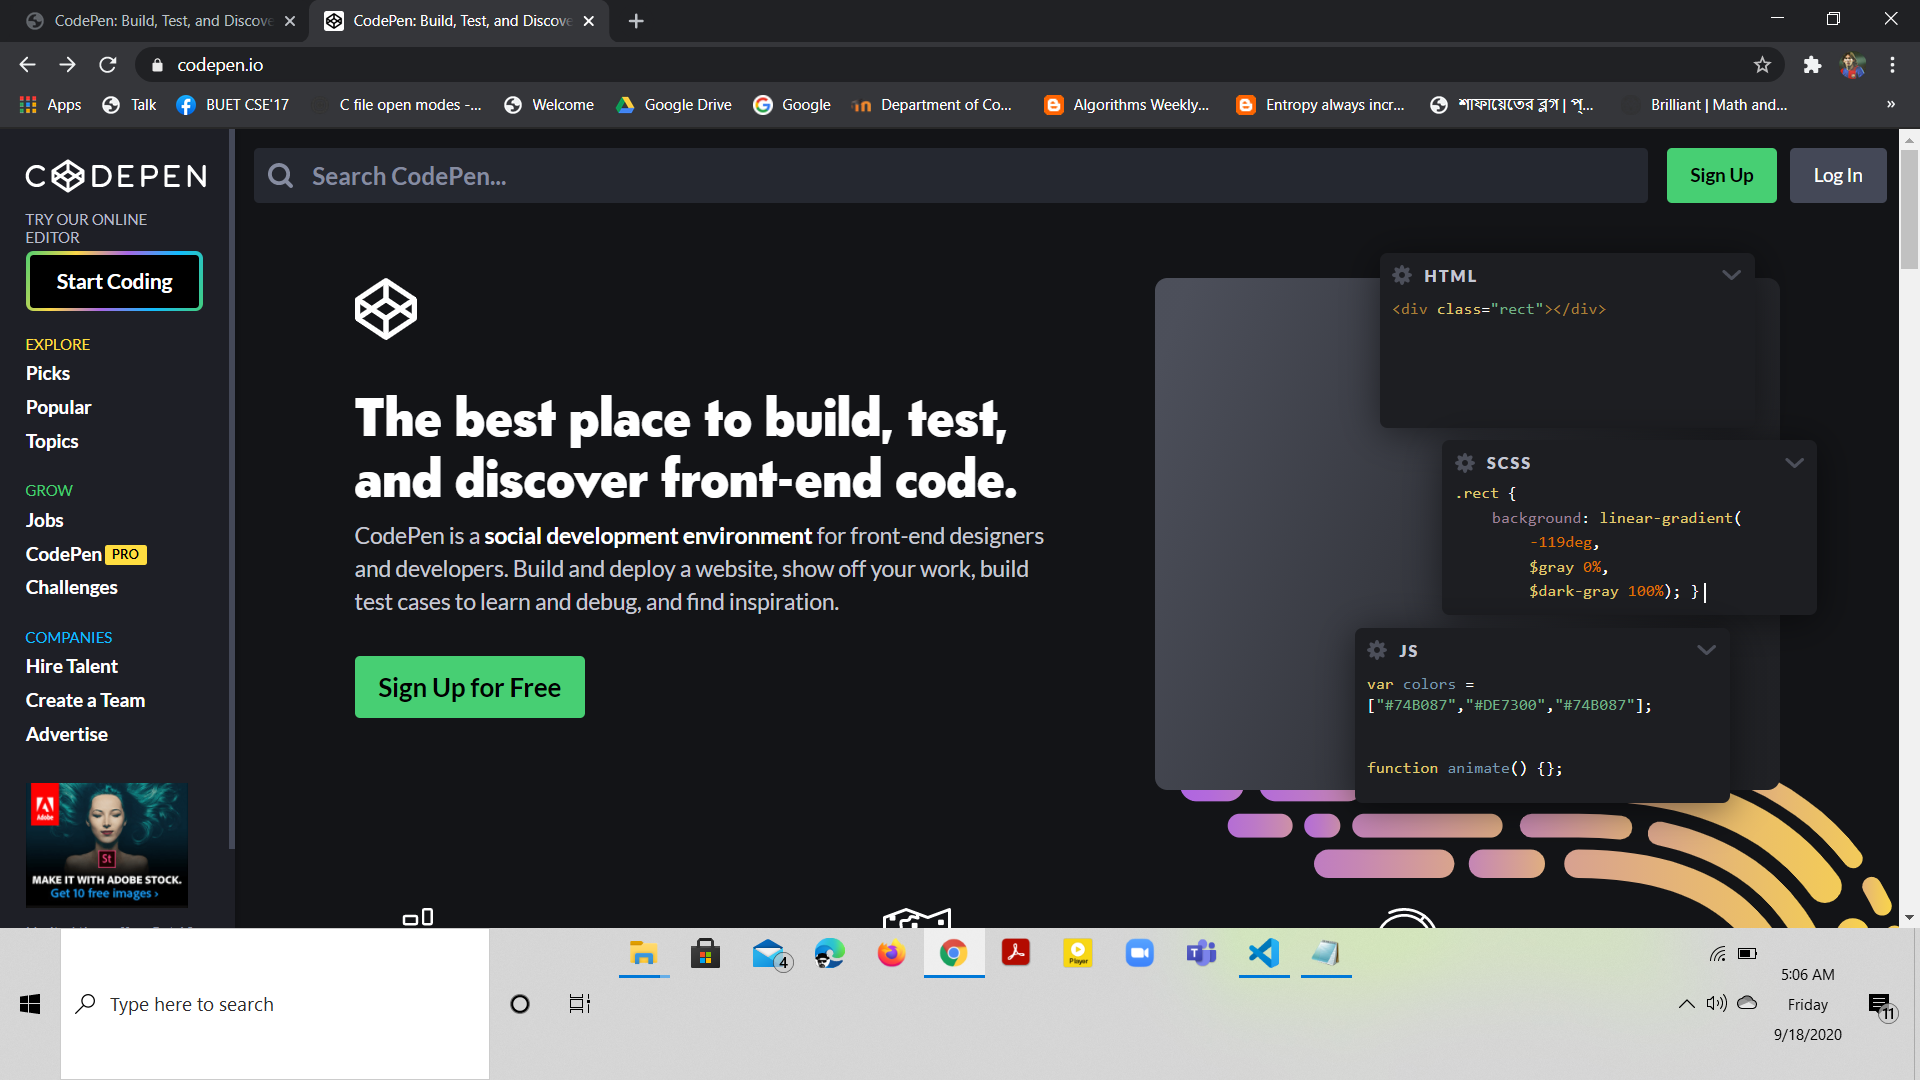 CodePen: Build, Test, and Discove
CodePen: Build, Test, and Discove
codepen.io
Apps
Talk
BUET CSE'17
C file open modes -...
Welcome
Google Drive
Google
Department of Co...
Algorithms Weekly...
Entropy always incr...
শাফায়েতের ব্লগ | প্...
Brilliant | Math and...
»
CODEPEN
TRY OUR ONLINE
EDITOR
Start Coding
EXPLORE
Picks
Popular
Topics
GROW
Jobs
CodePen PRO
Challenges
COMPANIES
Hire Talent
Create a Team
Advertise
Adobe
St
MAKE IT WITH ADOBE STOCK.
Get 10 free images ›
Search CodePen...
Sign Up
Log In
The best place to build, test,
and discover front-end code.
CodePen is a social development environment for front-end designers
and developers. Build and deploy a website, show off your work, build
test cases to learn and debug, and find inspiration.
Sign Up for Free
HTML
<div class="rect"></div>
SCSS
.rect {
background: linear-gradient(
-119deg,
$gray 0%,
$dark-gray 100%); }
JS
var colors =
["#74B087","#DE7300","#74B087"];
function animate() {};
Type here to search
4
Player
5:06 AM
Friday
9/18/2020
11